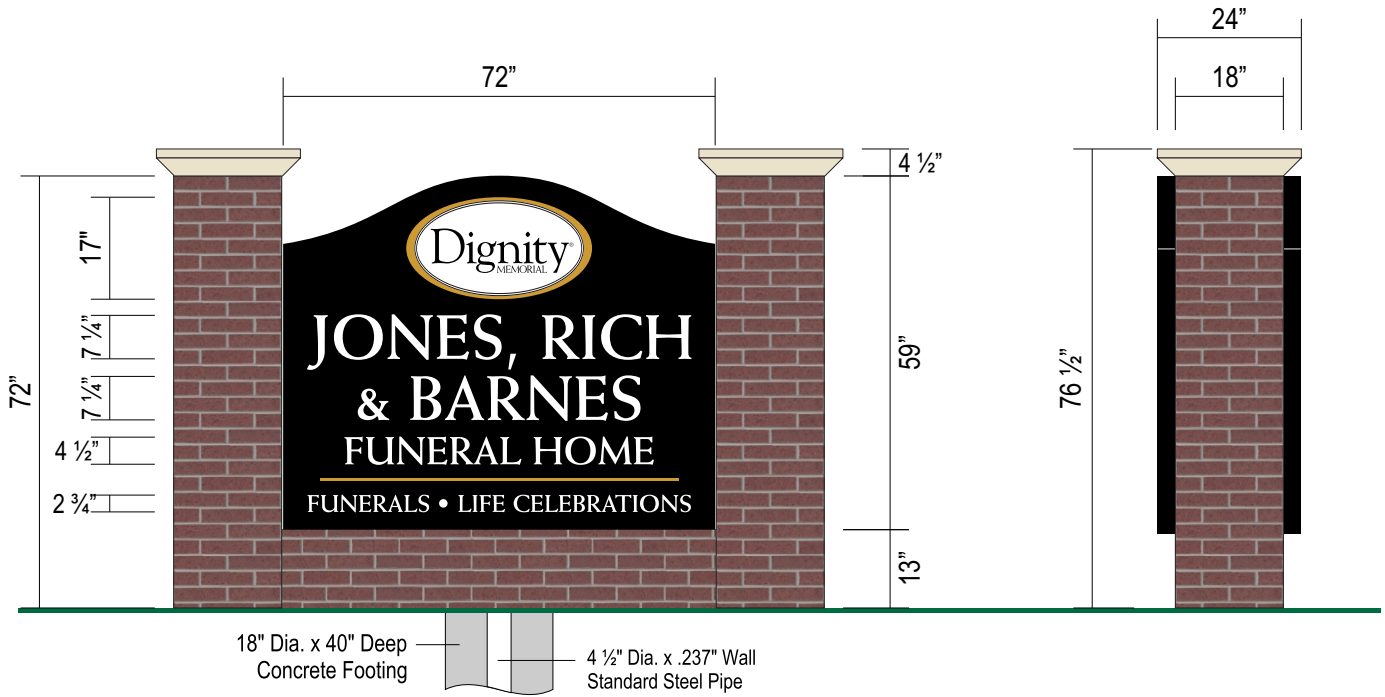 24”
72”
18”
4 ½”
Dignity®
MEMORIAL
17"
JONES, RICH
7 ¼”
59”
72”
76 ½”
& BARNES
7 ¼”
FUNERAL HOME
4 ½”
FUNERALS • LIFE CELEBRATIONS
2 ¾”
13”
18" Dia. x 40" Deep
Concrete Footing
4 ½" Dia. x .237" Wall
Standard Steel Pipe